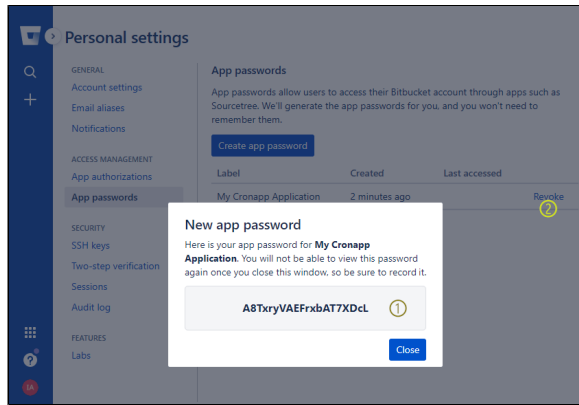 Personal settings
GENERAL
Account settings
Email aliases
Notifications
ACCESS MANAGEMENT
App authorizations
App passwords
SECURITY
SSH keys
Two-step verification
Sessions
Audit log
FEATURES
Labs
LA
App passwords
App passwords allow users to access their Bitbucket account through apps such as
Sourcetree. We'll generate the app passwords for you, and you won't need to
remember them.
Create app password
Label Created Last accessed
My Cronapp Application 2 minutes ago Revoke
2
New app password
Here is your app password for My Cronapp
Application. You will not be able to view this password
again once you close this window, so be sure to record it.
A8TxryVAEFrxbAT7XDcL 1
Close